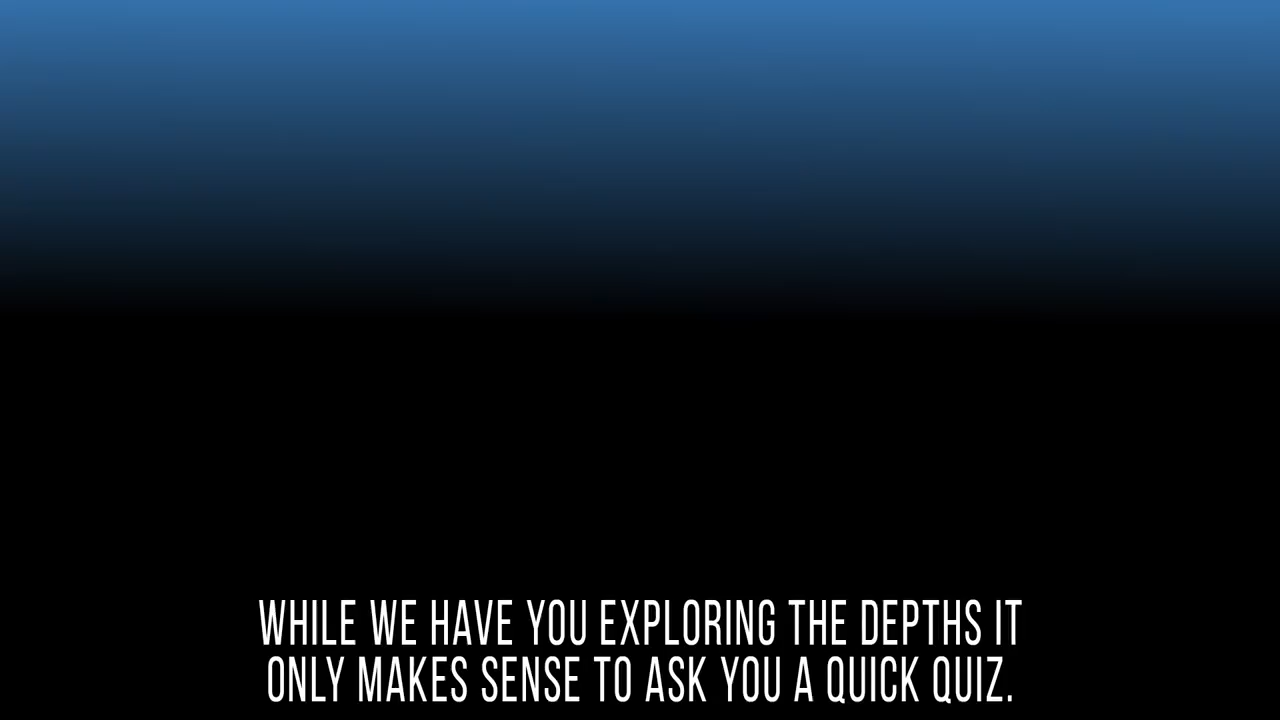 WHILE WE HAVE YOU EXPLORING THE DEPTHS IT
ONLY MAKES SENSE TO ASK YOU A QUICK QUIZ.